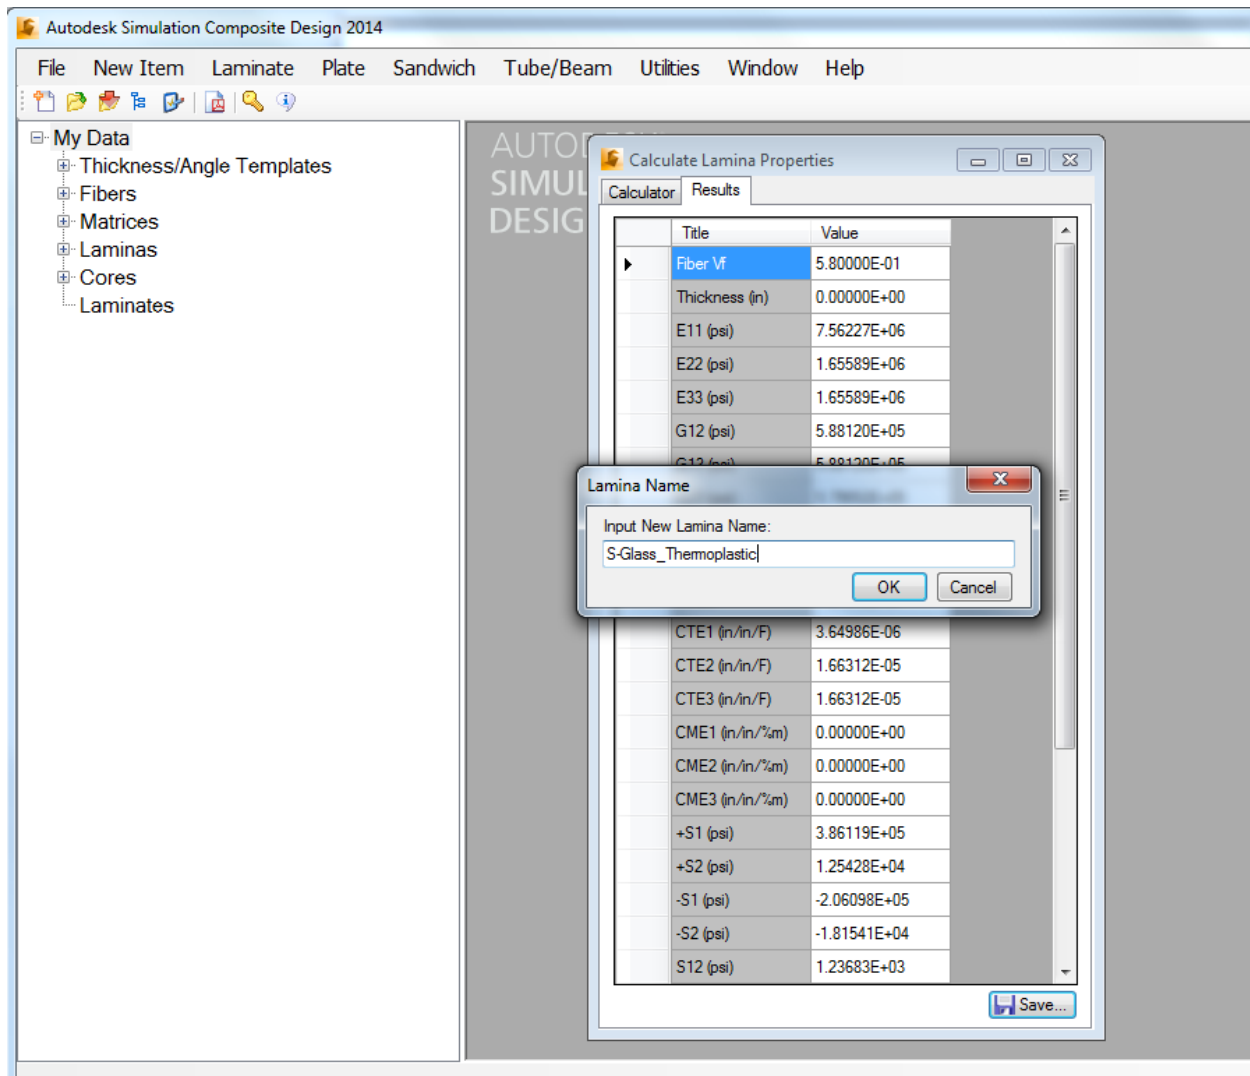 Autodesk Simulation Composite Design 2014
File New Item Laminate Plate Sandwich Tube/Beam Utilities Window Help
My Data
Thickness/Angle Templates
Fibers
Matrices
Laminas
Cores
Laminates
SIMUL
DESIG
Calculate Lamina Properties
Calculator Results
Title Value
Fiber Vf 5.80000E-01
Thickness (in) 0.00000E+00
E11 (psi) 7.56227E+06
E22 (psi) 1.65589E+06
E33 (psi) 1.65589E+06
G12 (psi) 5.88120E+05
G13 (psi) 5.88120E+05
Lamina Name
Input New Lamina Name:
S-Glass_Thermoplastic
OK Cancel
CTE1 (in/in/F) 3.64986E-06
CTE2 (in/in/F) 1.66312E-05
CTE3 (in/in/F) 1.66312E-05
CME1 (in/in/%m) 0.00000E+00
CME2 (in/in/%m) 0.00000E+00
CME3 (in/in/%m) 0.00000E+00
+S1 (psi) 3.86119E+05
+S2 (psi) 1.25428E+04
-S1 (psi) -2.06098E+05
-S2 (psi) -1.81541E+04
S12 (psi) 1.23683E+03
Save...